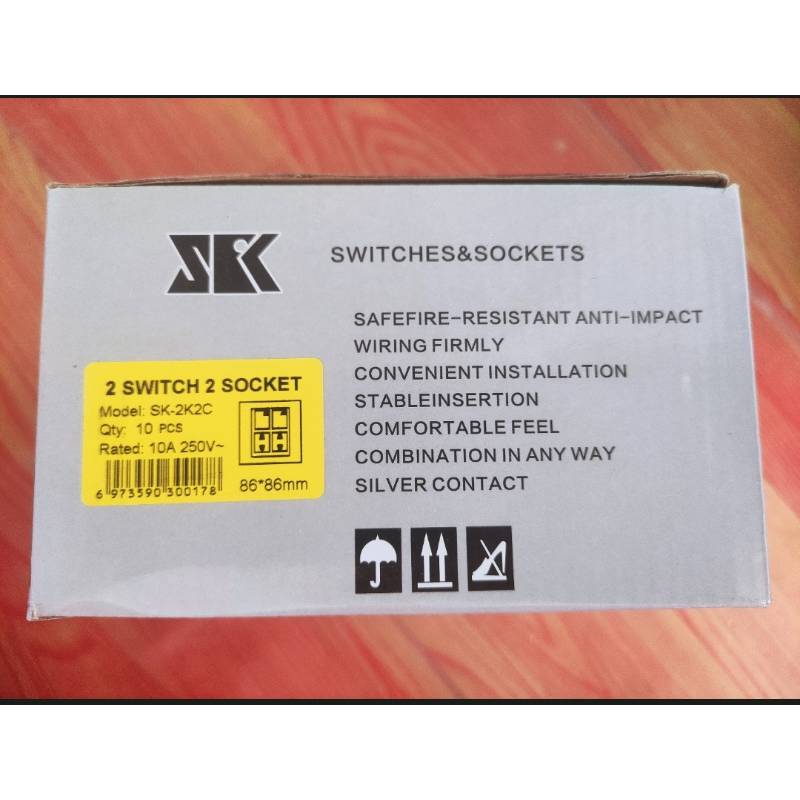 SK
SWITCHES&SOCKETS
SAFEFIRE-RESISTANT ANTI-IMPACT
WIRING FIRMLY
CONVENIENT INSTALLATION
STABLEINSERTION
COMFORTABLE FEEL
COMBINATION IN ANY WAY
SILVER CONTACT
2 SWITCH 2 SOCKET
Model: SK-2K2C
Qty: 10 PCS
Rated: 10A 250V~
6 973590 300178
86*86mm